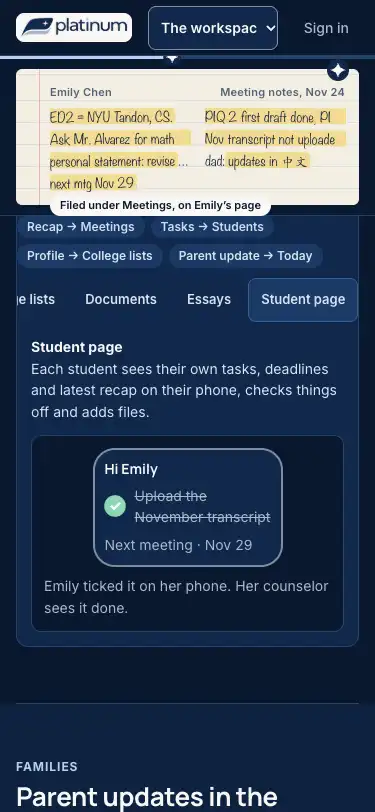 platinum
The workspac
Sign in
Emily Chen
Meeting notes, Nov 24
ED2 = NYU Tandon, CS.
Ask Mr. Alvarez for math
personal statement: revise ...
next mtg Nov 29
PIQ 2 first draft done, PI
Nov transcript not uploade
dad: updates in 中文
Filed under Meetings, on Emily's page
Recap → Meetings
Tasks → Students
Profile → College lists
Parent update → Today
e lists
Documents
Essays
Student page
Student page
Each student sees their own tasks, deadlines
and latest recap on their phone, checks things
off and adds files.
Hi Emily
Upload the
November transcript
Next meeting · Nov 29
Emily ticked it on her phone. Her counselor
sees it done.
FAMILIES
Parent updates in the